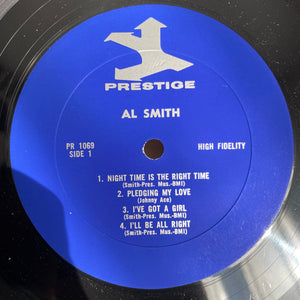 PRESTIGE
AL SMITH
PR 1069
SIDE 1
HIGH FIDELITY
1. NIGHT TIME IS THE RIGHT TIME
(Smith-Pres. Mus.-BMI)
2. PLEDGING MY LOVE
(Johnny Ace)
3. I'VE GOT A GIRL
(Smith-Pres. Mus.-BMI)
4. I'LL BE ALL RIGHT
(Smith-Pres. Mus.-BMI)